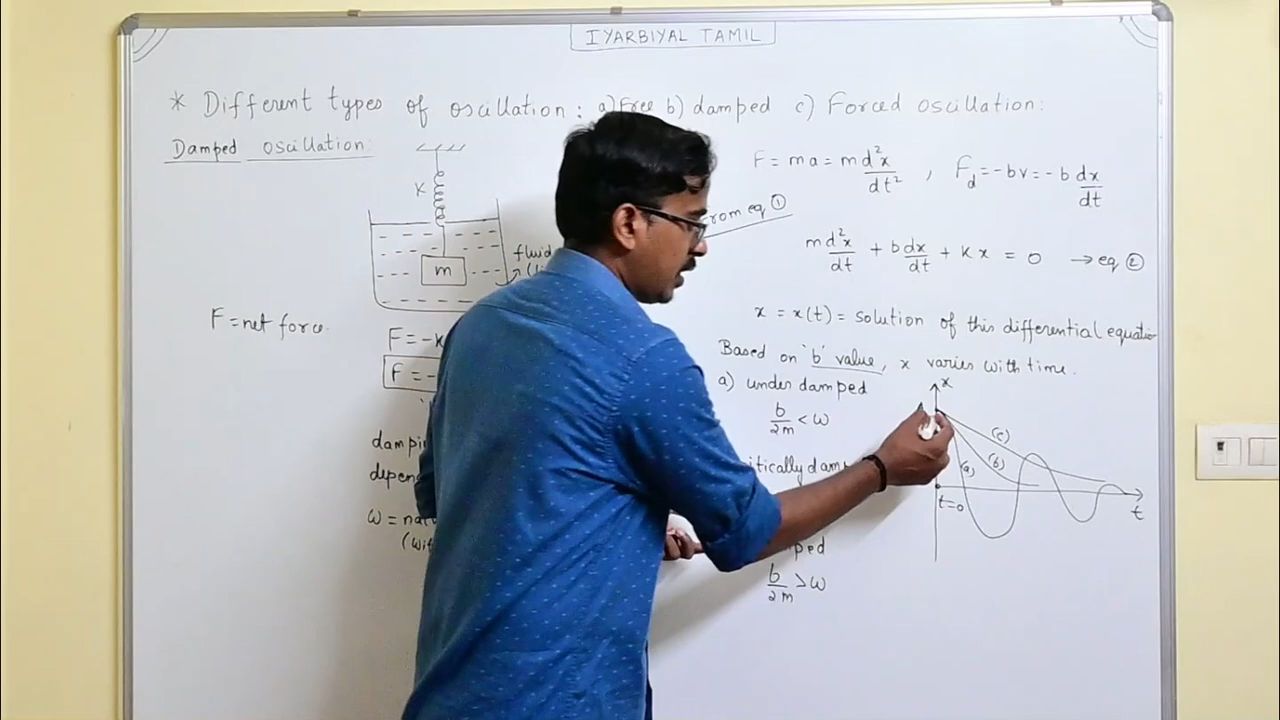 IYARBIYAL TAMIL
* Different types of oscillation: a) Free b) damped c) Forced oscillation:
Damped oscillation:
K
m
fluid
F = net force
F = -K
F = -
ω =
from eq ①
F = ma = m d²x/dt² , F_d = -bv = -b dx/dt
m d²x/dt + b dx/dt + Kx = 0 → eq ②
x = x(t) = solution of this differential equation
Based on 'b' value, x varies with time.
a) under damped
b/2m < ω
b/2m > ω
x
(c)
(b)
(a)
t=0
t